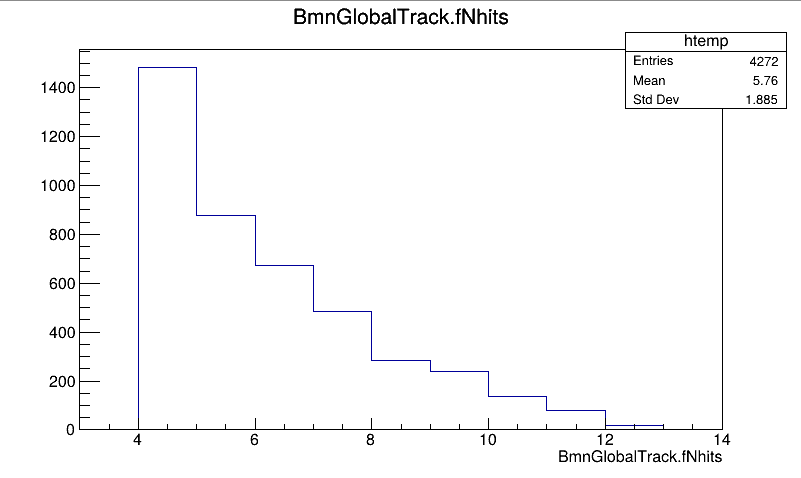 BmnGlobalTrack.fNhits
htemp
Entries 4272
Mean 5.76
Std Dev 1.885
1400
1200
1000
800
600
400
200
0
4 6 8 10 12 14
BmnGlobalTrack.fNhits